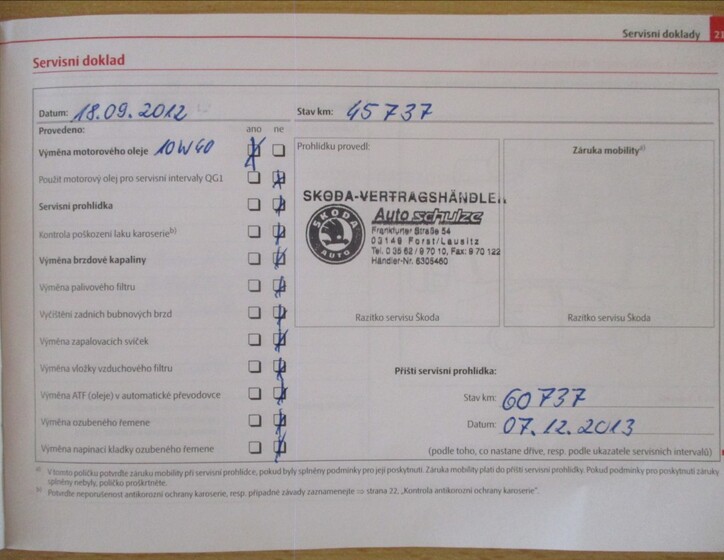 Servisní doklady 21
Servisní doklad
Datum: 18.09.2012 Stav km: 45737
Provedeno: ano ne
Výměna motorového oleje 10W40
Použit motorový olej pro servisní intervaly QG1
Servisní prohlídka
Kontrola poškození laku karoserie b)
Výměna brzdové kapaliny
Výměna palivového filtru
Vyčištění zadních bubnových brzd
Výměna zapalovacích svíček
Výměna vložky vzduchového filtru
Výměna ATF (oleje) v automatické převodovce
Výměna ozubeného řemene
Výměna napínací kladky ozubeného řemene
Prohlídku provedl:
SKODA-VERTRAGSHÄNDLER
SKODA AUTO
Auto schulze
Frankfurter Straße 54
03149 Forst/Lausitz
Tel. 0 35 62 / 9 70 10, Fax: 9 70 122
Händler-Nr. 6305460
Razítko servisu Škoda
Záruka mobility a)
Razítko servisu Škoda
Příští servisní prohlídka:
Stav km: 60737
Datum: 07.12.2013
(podle toho, co nastane dříve, resp. podle ukazatele servisních intervalů)
a) V tomto políčku potvrďte záruku mobility při servisní prohlídce, pokud byly splněny podmínky pro její poskytnutí. Záruka mobility platí do příští servisní prohlídky. Pokud podmínky pro poskytnutí záruky
splněny nebyly, políčko proškrtněte.
b) Potvrďte neporušenost antikorozní ochrany karoserie, resp. případné závady zaznamenejte ⇒ strana 22, „Kontrola antikorozní ochrany karoserie".